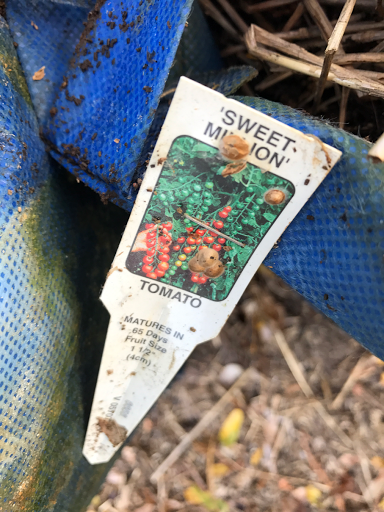 'SWEET
MILLION'
TOMATO
MATURES IN
65 Days
Fruit Size
1 1/2"
(4cm)